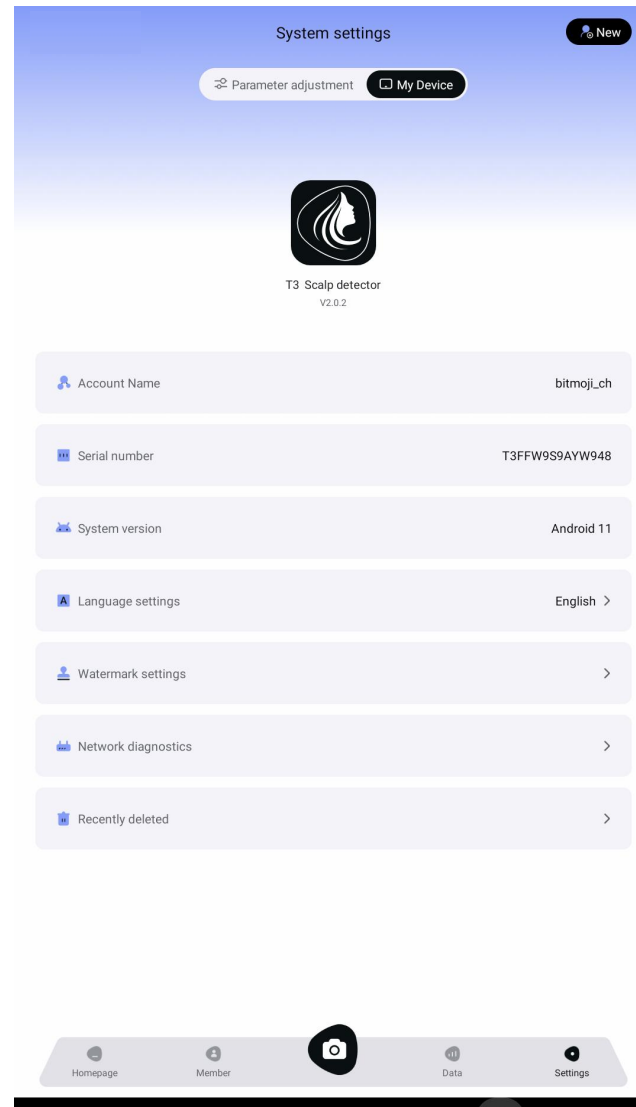 System settings
New
Parameter adjustment
My Device
T3 Scalp detector
V2.0.2
Account Name
bitmoji_ch
Serial number
T3FFW9S9AYW948
System version
Android 11
Language settings
English
Watermark settings
Network diagnostics
Recently deleted
Homepage
Member
Data
Settings